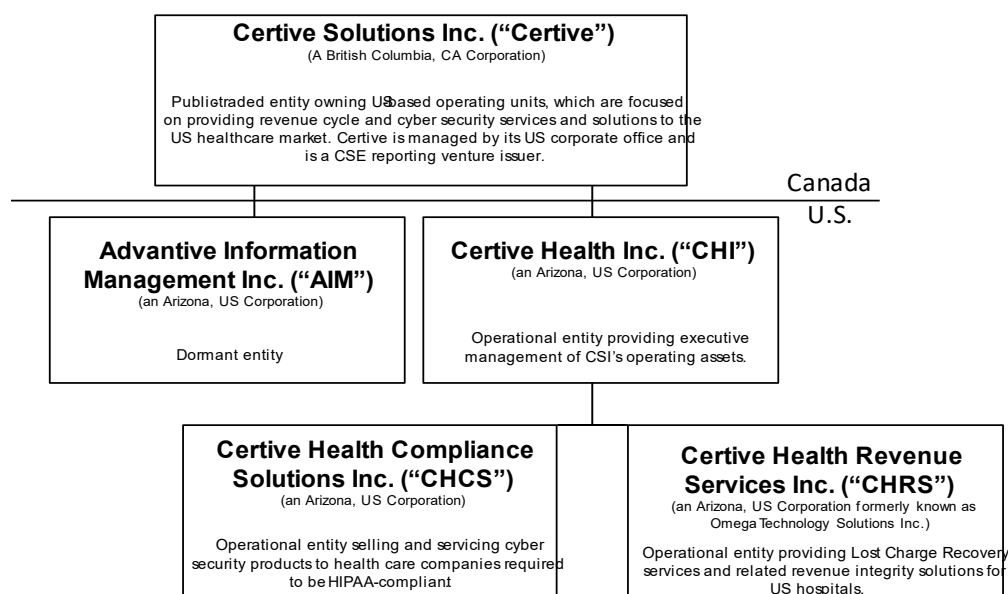 Certive Solutions Inc. (“Certive”)
(A British Columbia, CA Corporation)
Public-traded entity owning US-based operating units, which are focused
on providing revenue cycle and cyber security services and solutions to the
US healthcare market. Certive is managed by its US corporate office and
is a CSE reporting venture issuer.
Canada
U.S.
Advantive Information
Management Inc. (“AIM”)
(an Arizona, US Corporation)
Dormant entity
Certive Health Inc. (“CHI”)
(an Arizona, US Corporation)
Operational entity providing executive
management of CSI’s operating assets.
Certive Health Compliance
Solutions Inc. (“CHCS”)
(an Arizona, US Corporation)
Operational entity selling and servicing cyber
security products to health care companies required
to be HIPAA-compliant
Certive Health Revenue
Services Inc. (“CHRS”)
(an Arizona, US Corporation formerly known as
Omega Technology Solutions Inc.)
Operational entity providing Lost Charge Recovery
services and related revenue integrity solutions for
US hospitals.